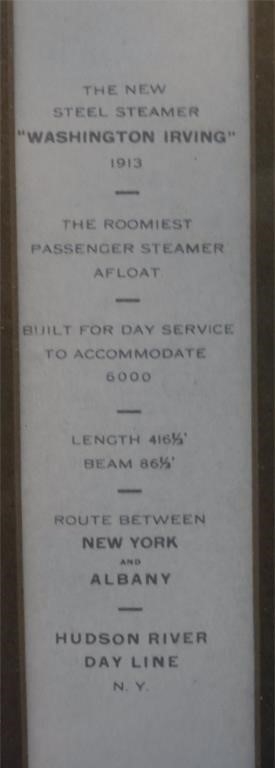 THE NEW
STEEL STEAMER
"WASHINGTON IRVING"
1913
—
THE ROOMIEST
PASSENGER STEAMER
AFLOAT
—
BUILT FOR DAY SERVICE
TO ACCOMMODATE
6000
—
LENGTH 416½'
BEAM 86½'
—
ROUTE BETWEEN
NEW YORK
AND
ALBANY
—
HUDSON RIVER
DAY LINE
N. Y.